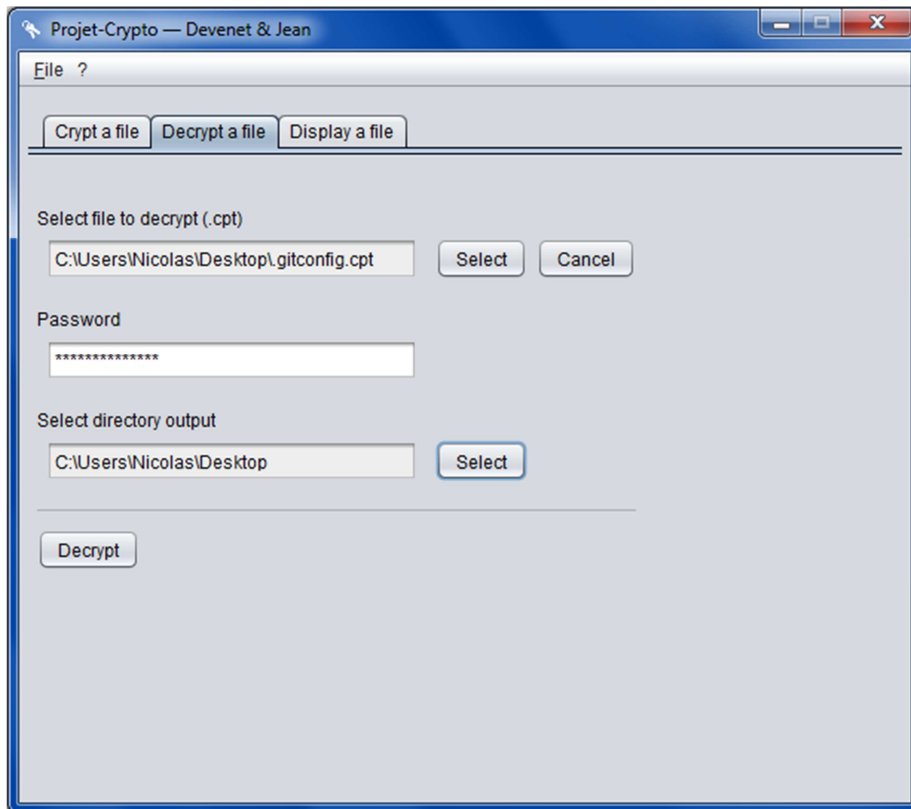 Projet-Crypto — Devenet & Jean
File ?
Crypt a file Decrypt a file Display a file
Select file to decrypt (.cpt)
C:\Users\Nicolas\Desktop\.gitconfig.cpt Select Cancel
Password
**************
Select directory output
C:\Users\Nicolas\Desktop Select
Decrypt